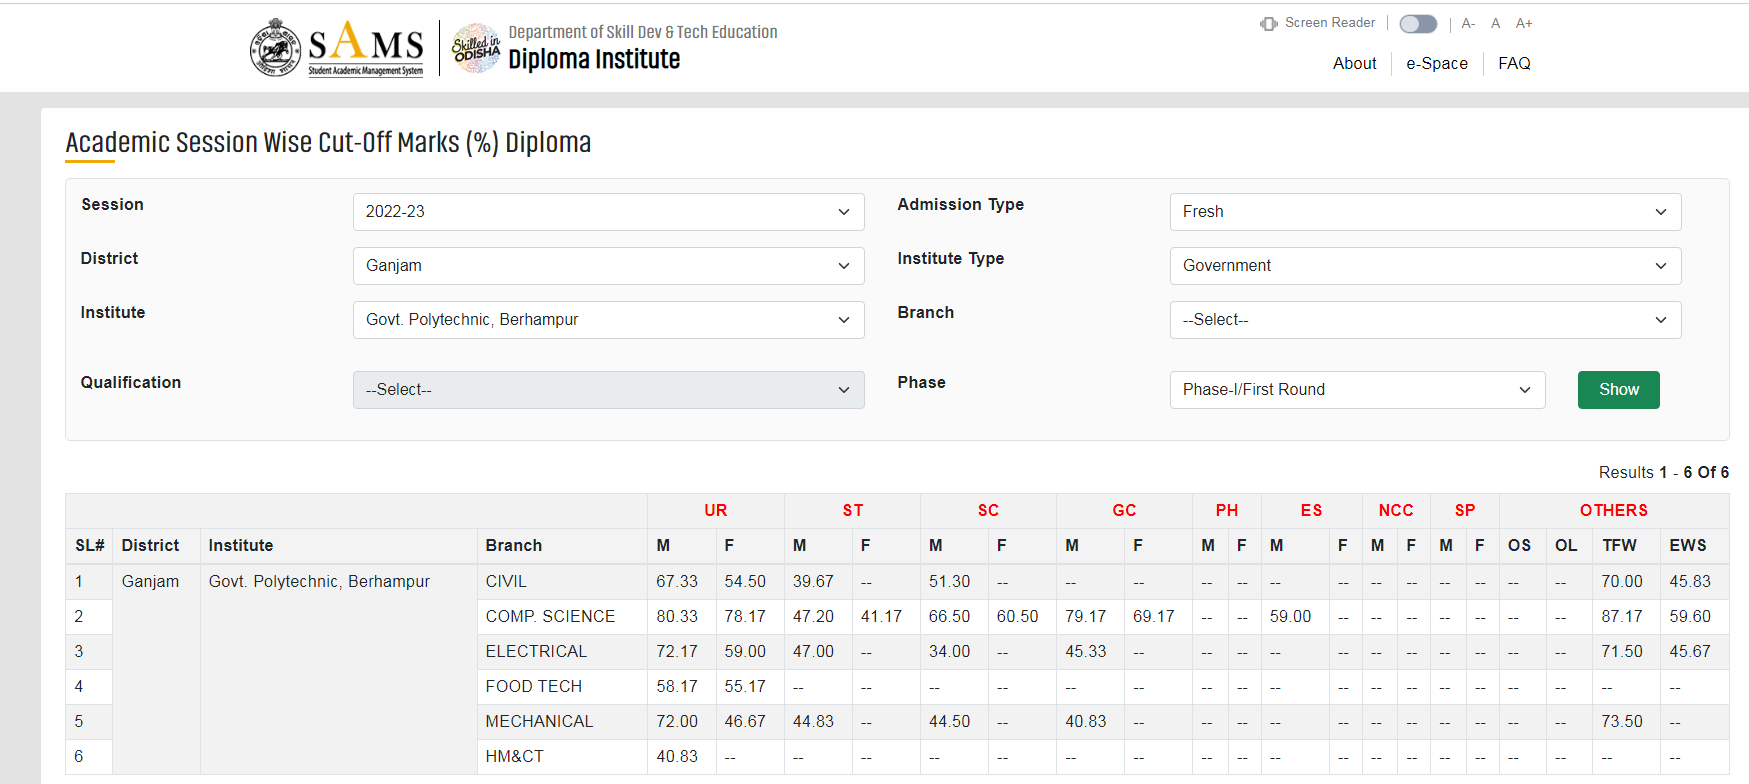 SAMS
Student Academic Management System
Skilled in
ODISHA
Department of Skill Dev & Tech Education
Diploma Institute
Screen Reader A- A A+
About e-Space FAQ
Academic Session Wise Cut-Off Marks (%) Diploma
Session 2022-23 Admission Type Fresh
District Ganjam Institute Type Government
Institute Govt. Polytechnic, Berhampur Branch --Select--
Qualification --Select-- Phase Phase-I/First Round Show
Results 1 - 6 Of 6
UR ST SC GC PH ES NCC SP OTHERS
SL# District Institute Branch M F M F M F M F M F M F M F M F OS OL TFW EWS
1 Ganjam Govt. Polytechnic, Berhampur CIVIL 67.33 54.50 39.67 -- 51.30 -- -- -- -- -- -- -- -- -- -- -- -- -- 70.00 45.83
2 COMP. SCIENCE 80.33 78.17 47.20 41.17 66.50 60.50 79.17 69.17 -- -- 59.00 -- -- -- -- -- -- -- 87.17 59.60
3 ELECTRICAL 72.17 59.00 47.00 -- 34.00 -- 45.33 -- -- -- -- -- -- -- -- -- -- -- 71.50 45.67
4 FOOD TECH 58.17 55.17 -- -- -- -- -- -- -- -- -- -- -- -- -- -- -- -- -- --
5 MECHANICAL 72.00 46.67 44.83 -- 44.50 -- 40.83 -- -- -- -- -- -- -- -- -- -- -- 73.50 --
6 HM&CT 40.83 -- -- -- -- -- -- -- -- -- -- -- -- -- -- -- -- -- -- --